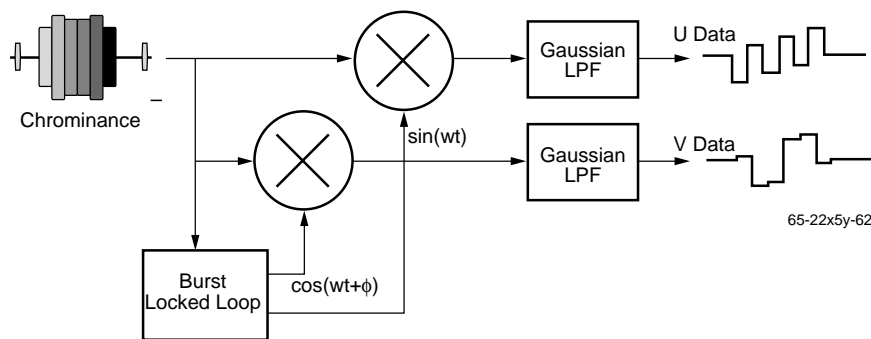 Chrominance
Gaussian
LPF
U Data
sin(wt)
Gaussian
LPF
V Data
65-22x5y-62
Burst
Locked Loop
cos(wt+ϕ)